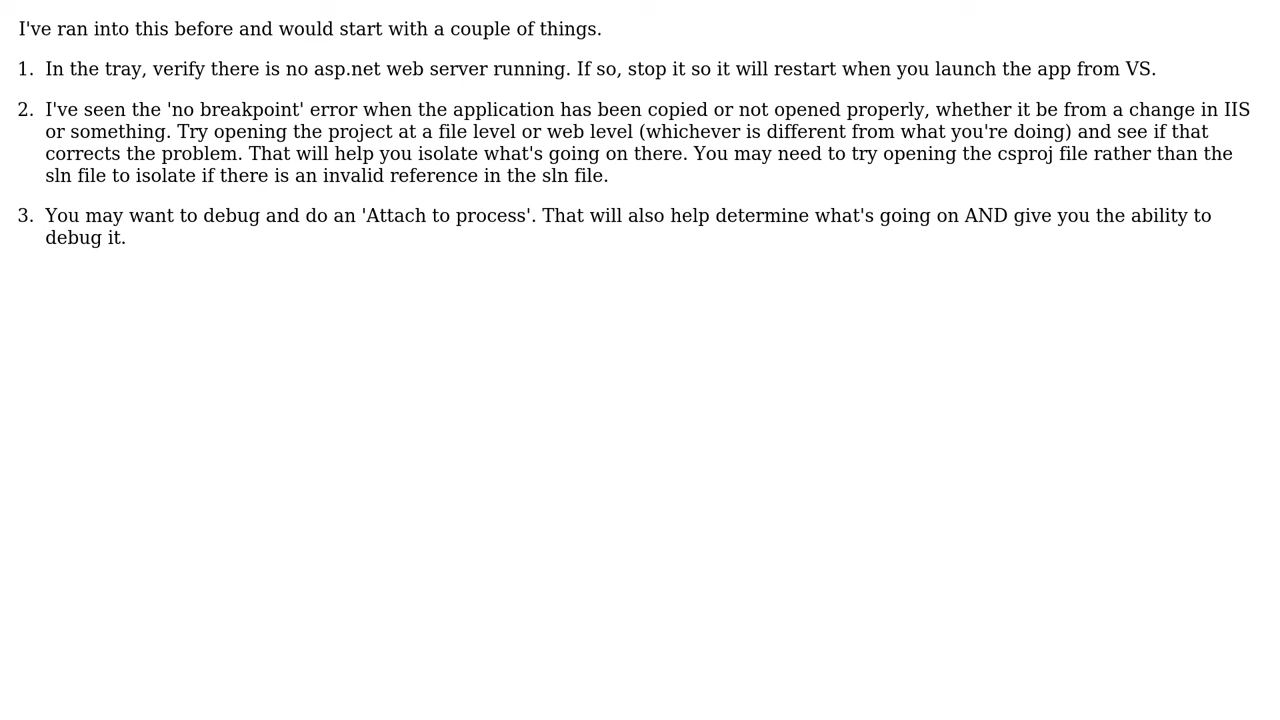 I've ran into this before and would start with a couple of things.
1. In the tray, verify there is no asp.net web server running. If so, stop it so it will restart when you launch the app from VS.
2. I've seen the 'no breakpoint' error when the application has been copied or not opened properly, whether it be from a change in IIS
or something. Try opening the project at a file level or web level (whichever is different from what you're doing) and see if that
corrects the problem. That will help you isolate what's going on there. You may need to try opening the csproj file rather than the
sln file to isolate if there is an invalid reference in the sln file.
3. You may want to debug and do an 'Attach to process'. That will also help determine what's going on AND give you the ability to
debug it.